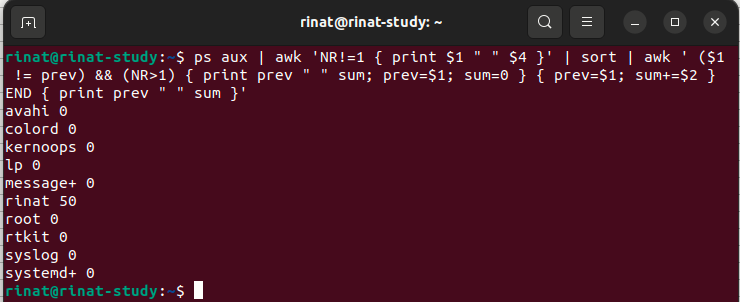 rinat@rinat-study: ~
rinat@rinat-study:~$ ps aux | awk 'NR!=1 { print $1 " " $4 }' | sort | awk ' ($1
 != prev) && (NR>1) { print prev " " sum; prev=$1; sum=0 } { prev=$1; sum+=$2 }
END { print prev " " sum }'
avahi 0
colord 0
kernoops 0
lp 0
message+ 0
rinat 50
root 0
rtkit 0
syslog 0
systemd+ 0
rinat@rinat-study:~$